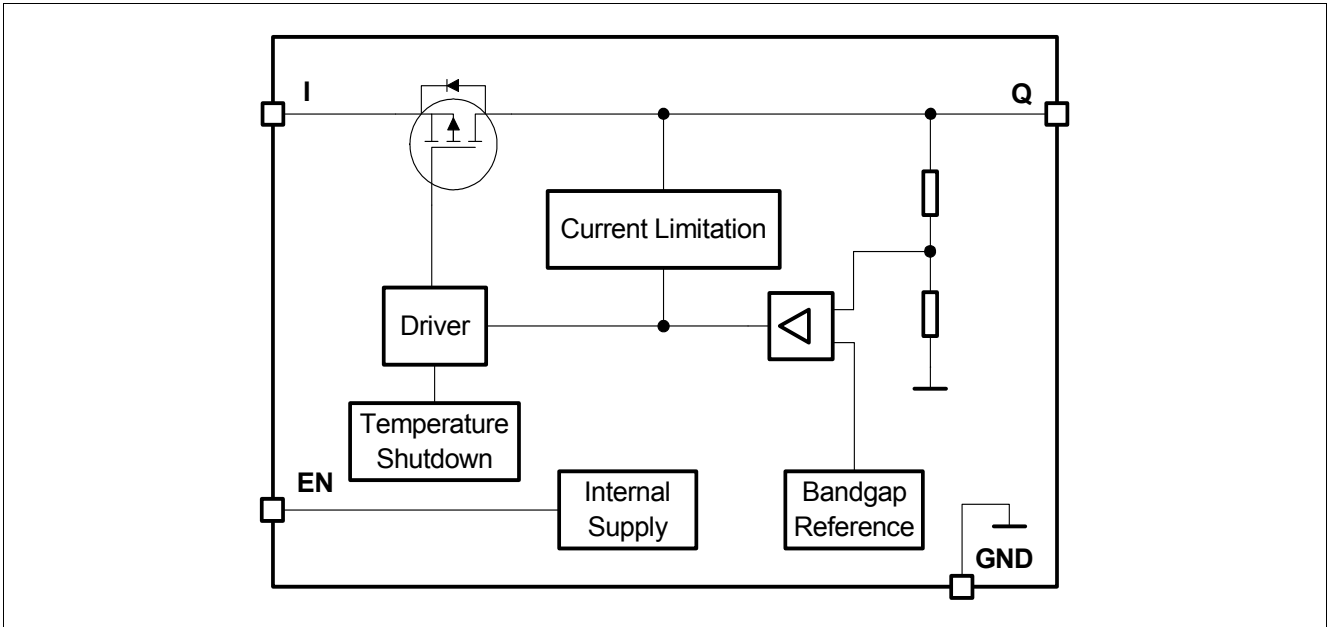 I
Q
Current Limitation
Driver
Temperature
Shutdown
EN
Internal
Supply
Bandgap
Reference
GND